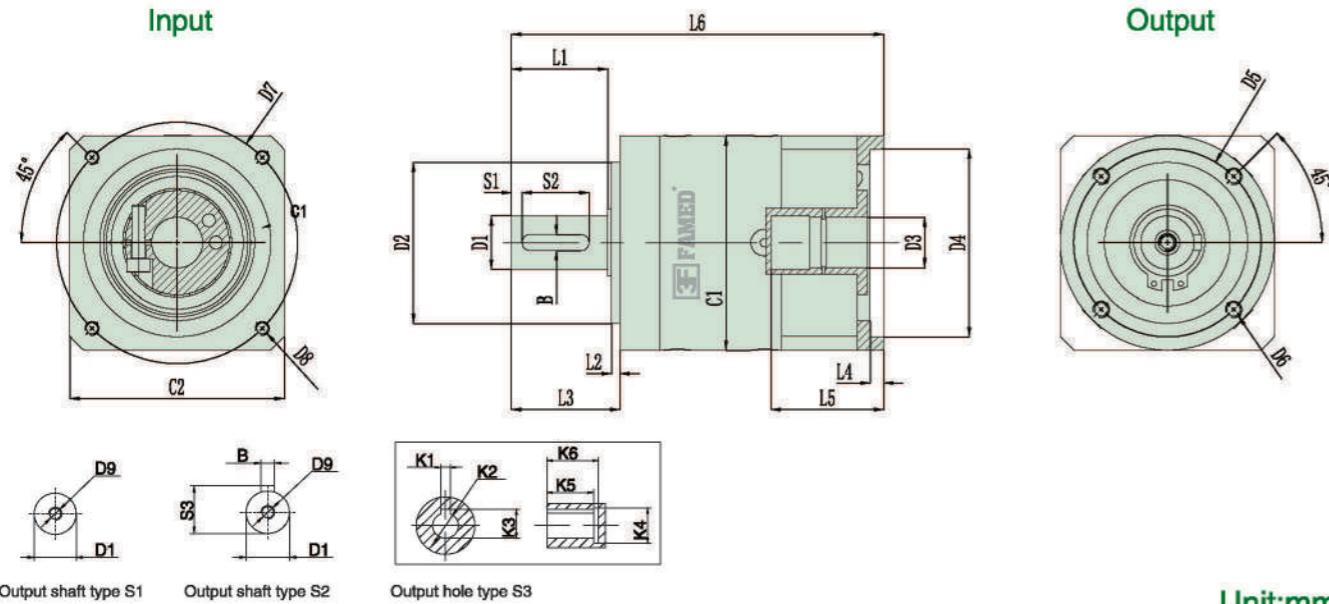 Input
Output
L6
L1
D7
45°
C1
D8
C2
S1
S2
D2
D1
B
FAMED®
C1
D3
D4
L2
L3
L4
L5
D5
45°
D6
D9
D1
Output shaft type S1
B
D9
S3
D1
Output shaft type S2
K1
K2
K3
K6
K5
K4
Output hole type S3
Unit:mm